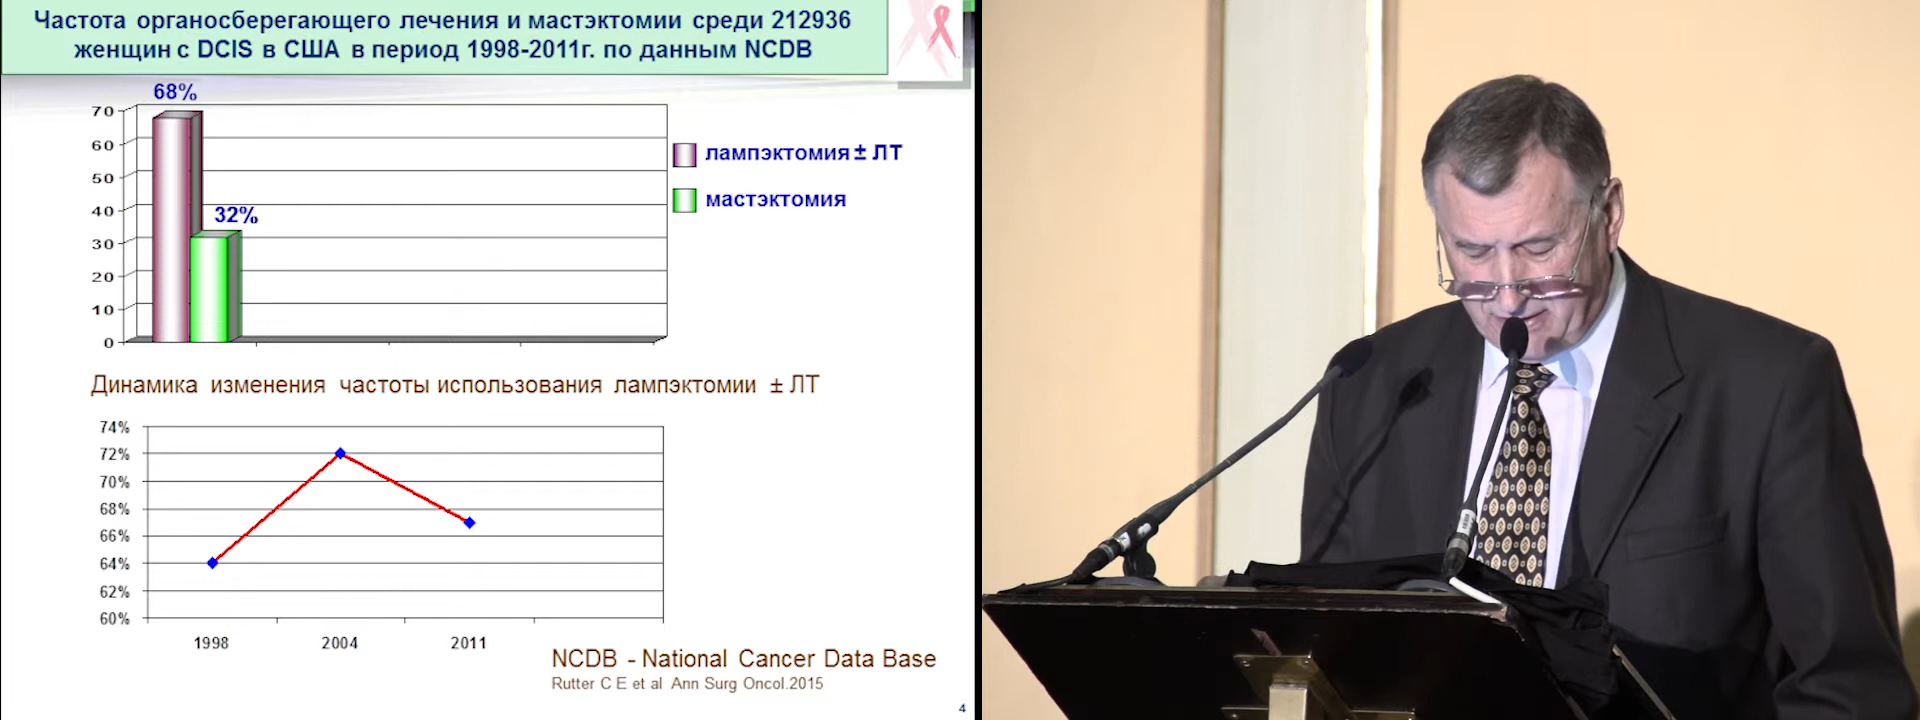 Частота органосберегающего лечения и мастэктомии среди 212936
женщин с DCIS в США в период 1998-2011г. по данным NCDB
68%
70
60
50
40
30
20
10
0
32%
лампэктомия ± ЛТ
мастэктомия
Динамика изменения частоты использования лампэктомии ± ЛТ
74%
72%
70%
68%
66%
64%
62%
60%
1998 2004 2011
NCDB - National Cancer Data Base
Rutter C E et al Ann Surg Oncol.2015
4